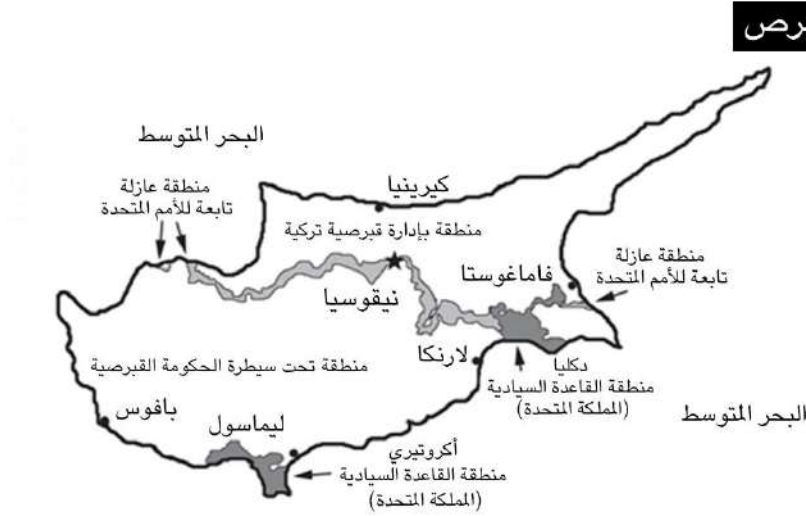 البحر المتوسط
منطقة عازلة
تابعة للأمم المتحدة
كيرينيا
منطقة بإدارة قبرصية تركية
منطقة عازلة
تابعة للأمم المتحدة
فاماغوستا
نيقوسيا
لارنكا
منطقة تحت سيطرة الحكومة القبرصية
دكليا
منطقة القاعدة السيادية
(المملكة المتحدة)
البحر المتوسط
بافوس
ليماسول
أكروتيري
منطقة القاعدة السيادية
(المملكة المتحدة)